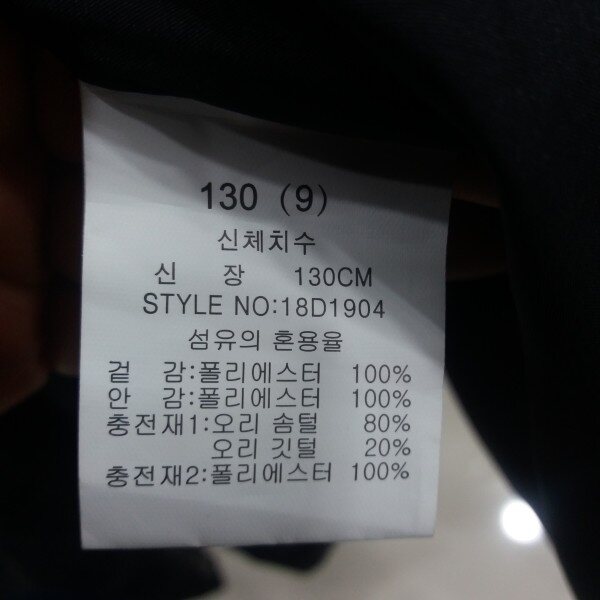 130 (9)
신체치수
신 장 130CM
STYLE NO:18D1904
섬유의 혼용율
겉 감:폴리에스터 100%
안 감:폴리에스터 100%
충전재1:오리 솜털 80%
오리 깃털 20%
충전재2:폴리에스터 100%